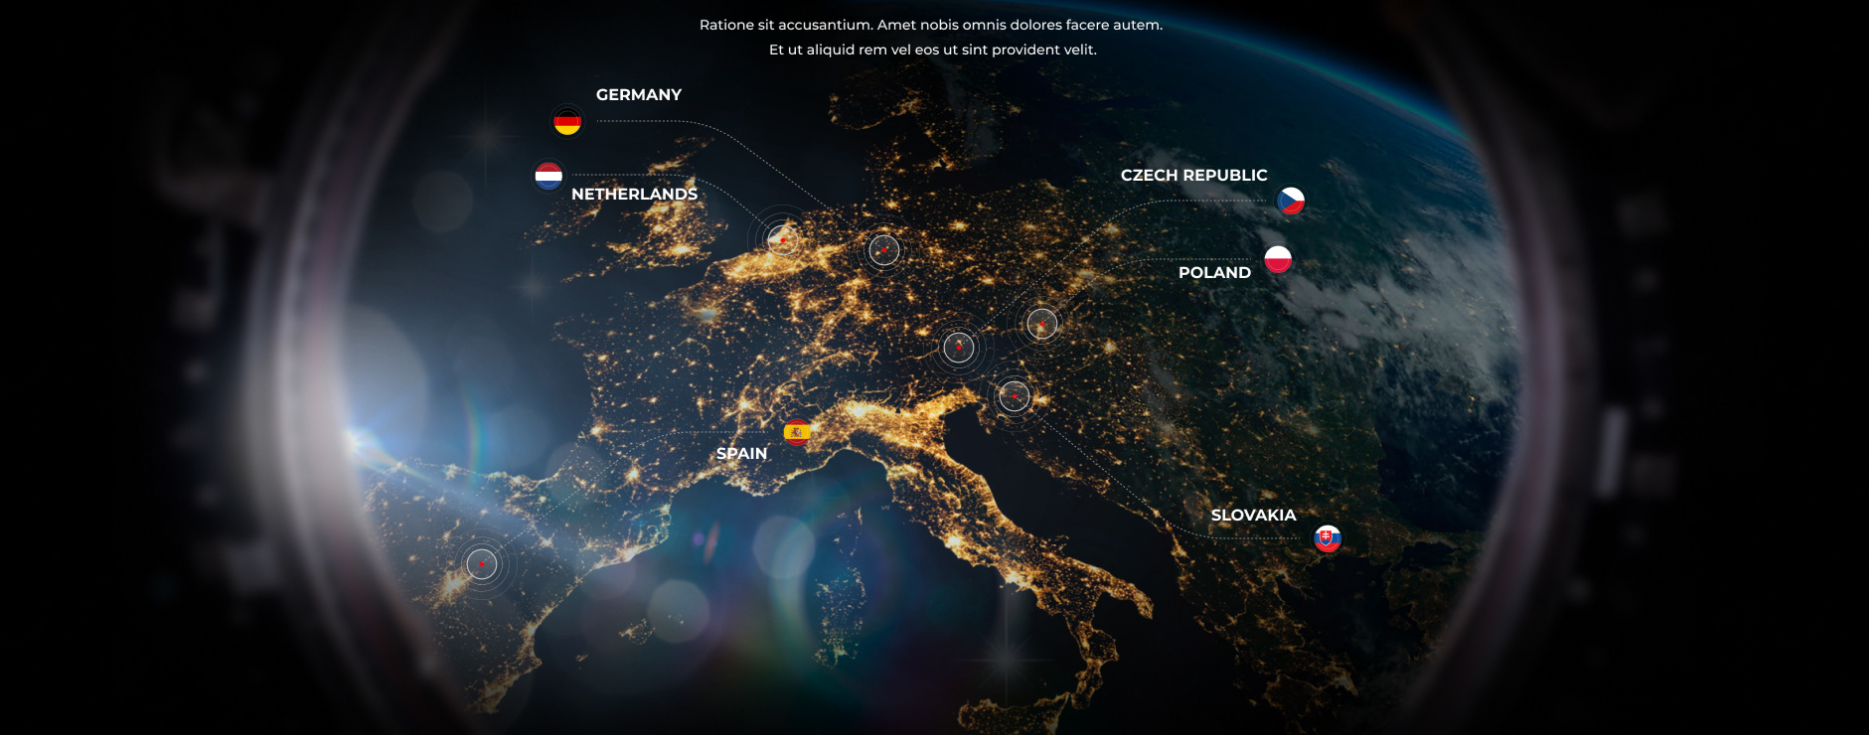 Ratione sit accusantium. Amet nobis omnis dolores facere autem.
Et ut aliquid rem vel eos ut sint provident velit.
GERMANY
NETHERLANDS
CZECH REPUBLIC
POLAND
SPAIN
SLOVAKIA